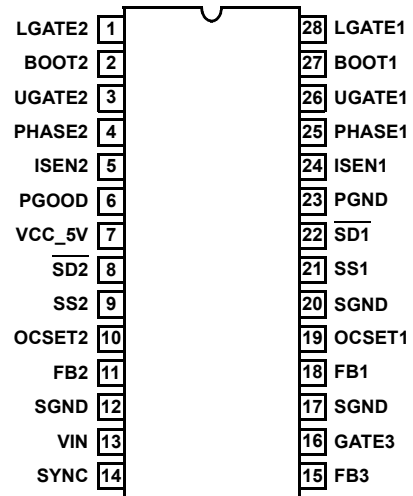 LGATE2 1 28 LGATE1
BOOT2 2 27 BOOT1
UGATE2 3 26 UGATE1
PHASE2 4 25 PHASE1
ISEN2 5 24 ISEN1
PGOOD 6 23 PGND
VCC_5V 7 22 SD1
SD2 8 21 SS1
SS2 9 20 SGND
OCSET2 10 19 OCSET1
FB2 11 18 FB1
SGND 12 17 SGND
VIN 13 16 GATE3
SYNC 14 15 FB3